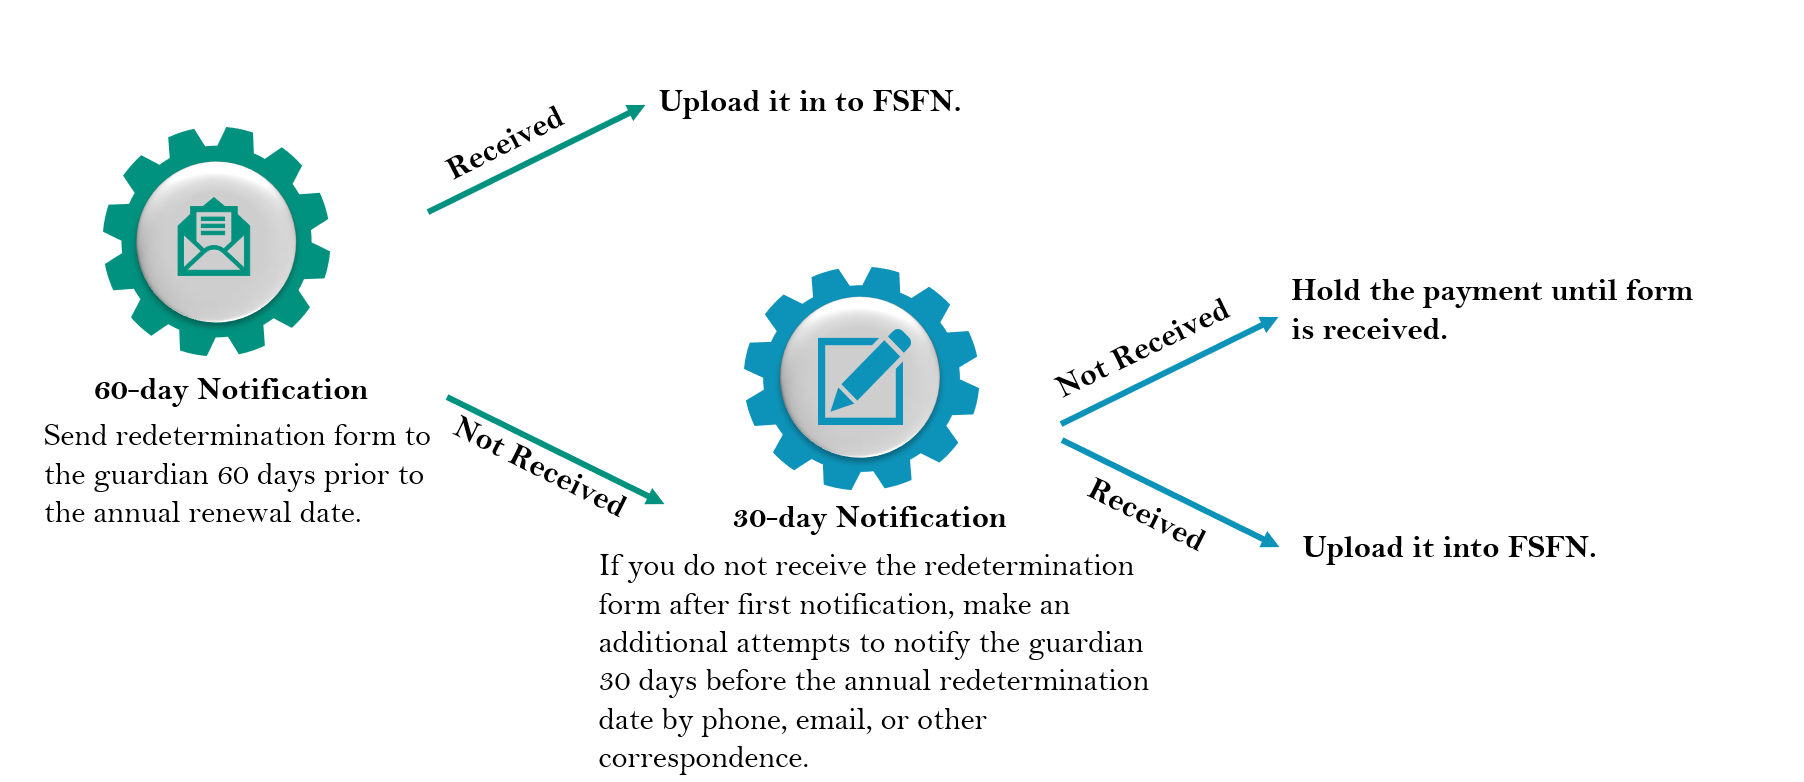 Received
Upload it in to FSFN.
60-day Notification
Send redetermination form to
the guardian 60 days prior to
the annual renewal date.
Not Received
30-day Notification
If you do not receive the redetermination
form after first notification, make an
additional attempts to notify the guardian
30 days before the annual redetermination
date by phone, email, or other
correspondence.
Not Received
Hold the payment until form
is received.
Received
Upload it into FSFN.